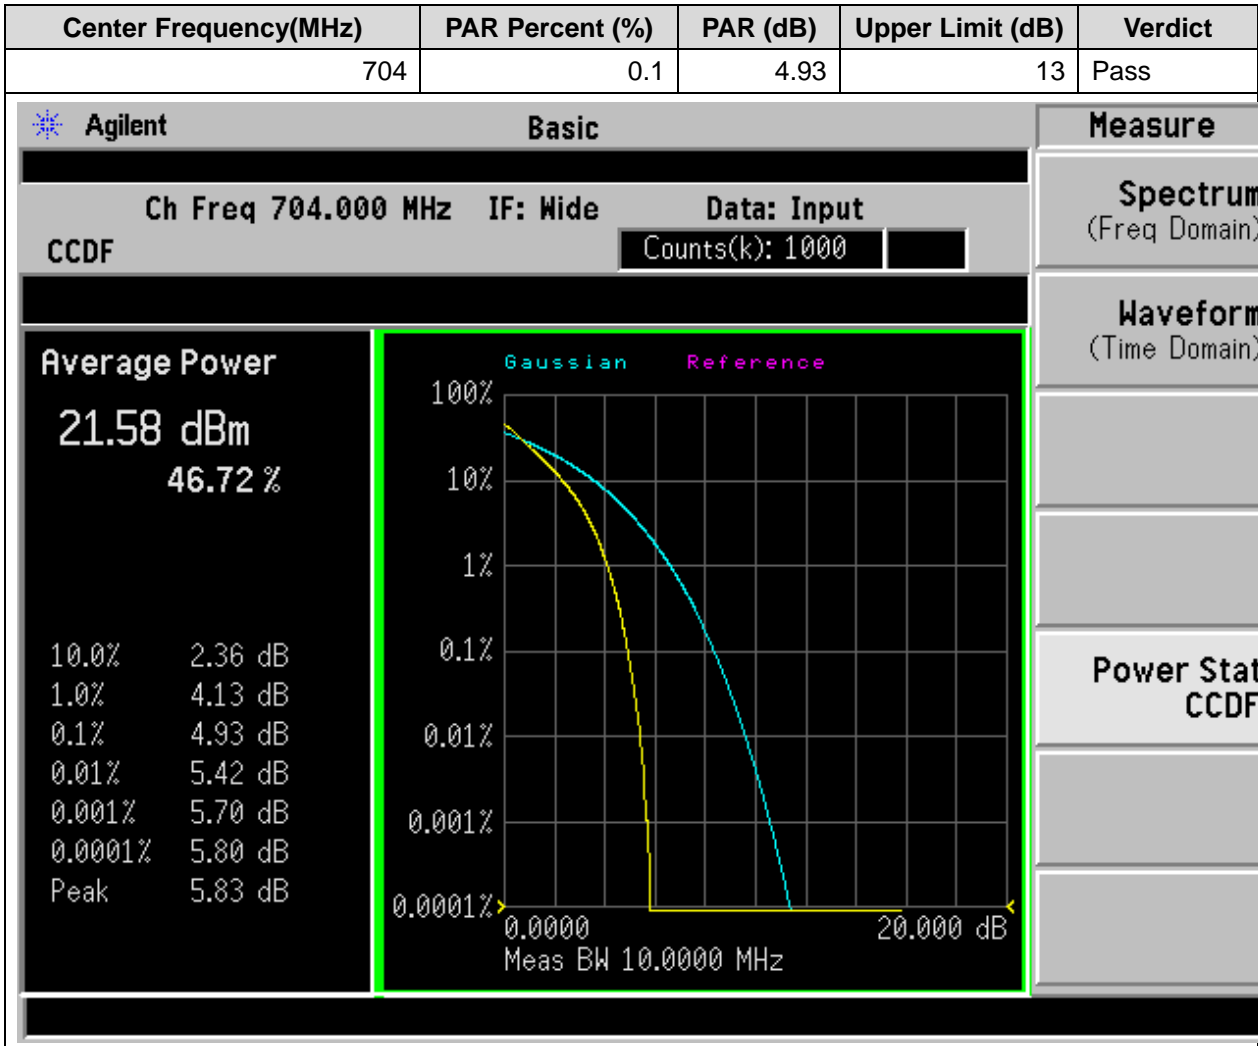 Center Frequency(MHz) PAR Percent (%) PAR (dB) Upper Limit (dB) Verdict
704 0.1 4.93 13 Pass
Agilent Basic Measure
Ch Freq 704.000 MHz IF: Wide Data: Input
CCDF Counts(k): 1000
Average Power
21.58 dBm
46.72 %
10.0% 2.36 dB
1.0% 4.13 dB
0.1% 4.93 dB
0.01% 5.42 dB
0.001% 5.70 dB
0.0001% 5.80 dB
Peak 5.83 dB
Gaussian Reference
100%
10%
1%
0.1%
0.01%
0.001%
0.0001%
0.0000 20.000 dB
Meas BW 10.0000 MHz
Spectrum
(Freq Domain)
Waveform
(Time Domain)
Power Stat
CCDF